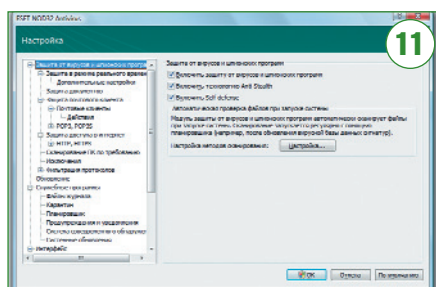 ESET NOD32 Antivirus
Настройка
11
Защита от вирусов и шпионских програм
Защита в режиме реального времен
Дополнительные настройки
Защита документов
Защита почтового клиента
Почтовые клиенты
Действия
POP3, POP3S
Защита доступа в Интернет
HTTP, HTTPS
Сканирование ПК по требованию
Исключения
Фильтрация протоколов
Обновление
Служебные программы
Файлы журнала
Карантин
Планировщик
Предупреждения и уведомления
Система своевременного обнаружен
Системные обновления
Интерфейс
Защита от вирусов и шпионских программ
Включить защиту от вирусов и шпионских программ
Включить технологию Anti-Stealth
Включить Self-defense
Автоматическая проверка файлов при запуске системы
Модуль защиты от вирусов и шпионских программ автоматически сканирует файлы
при запуске системы. Сканирование запускается регулярно с помощью
планировщика (например, после обновления вирусной базы данных сигнатур).
Настройка методов сканирования:
Настройка...
OK
Отмена
По умолчанию